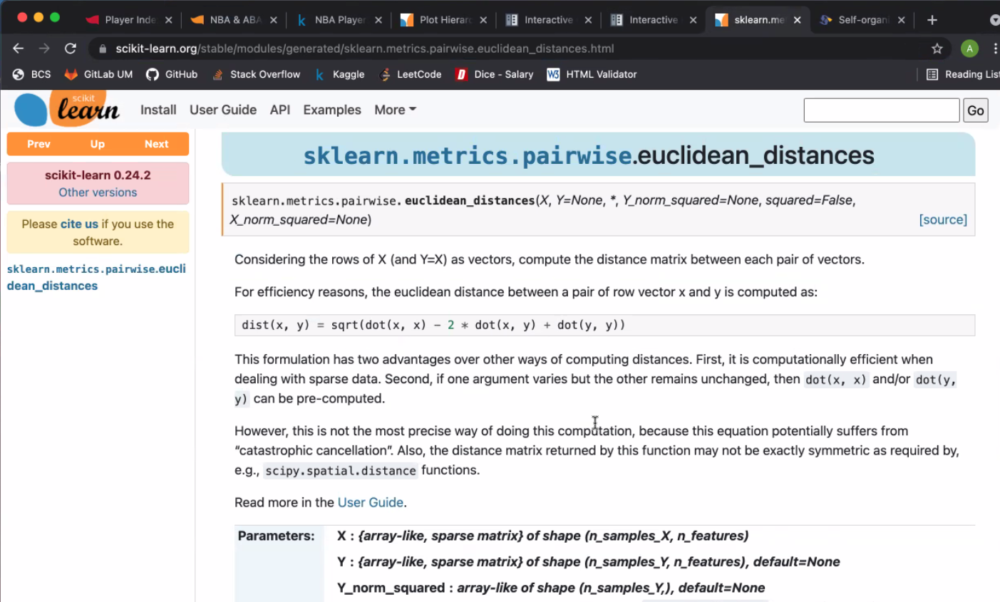 Player Inde
NBA & ABA
NBA Player
Plot Hierarc
Interactive
Interactive
sklearn.me
Self-organi
scikit-learn.org/stable/modules/generated/sklearn.metrics.pairwise.euclidean_distances.html
A
BCS GitLab UM GitHub Stack Overflow k Kaggle LeetCode D Dice - Salary W3 HTML Validator Reading List
scikit
learn
Install User Guide API Examples More Go
Prev Up Next
scikit-learn 0.24.2
Other versions
Please cite us if you use the
software.
sklearn.metrics.pairwise.eucli
dean_distances
sklearn.metrics.pairwise.euclidean_distances
sklearn.metrics.pairwise.euclidean_distances(X, Y=None, *, Y_norm_squared=None, squared=False,
X_norm_squared=None) [source]
Considering the rows of X (and Y=X) as vectors, compute the distance matrix between each pair of vectors.
For efficiency reasons, the euclidean distance between a pair of row vector x and y is computed as:
dist(x, y) = sqrt(dot(x, x) - 2 * dot(x, y) + dot(y, y))
This formulation has two advantages over other ways of computing distances. First, it is computationally efficient when
dealing with sparse data. Second, if one argument varies but the other remains unchanged, then dot(x, x) and/or dot(y,
y) can be pre-computed.
However, this is not the most precise way of doing this computation, because this equation potentially suffers from
“catastrophic cancellation”. Also, the distance matrix returned by this function may not be exactly symmetric as required by,
e.g., scipy.spatial.distance functions.
Read more in the User Guide.
Parameters: X : {array-like, sparse matrix} of shape (n_samples_X, n_features)
Y : {array-like, sparse matrix} of shape (n_samples_Y, n_features), default=None
Y_norm_squared : array-like of shape (n_samples_Y,), default=None